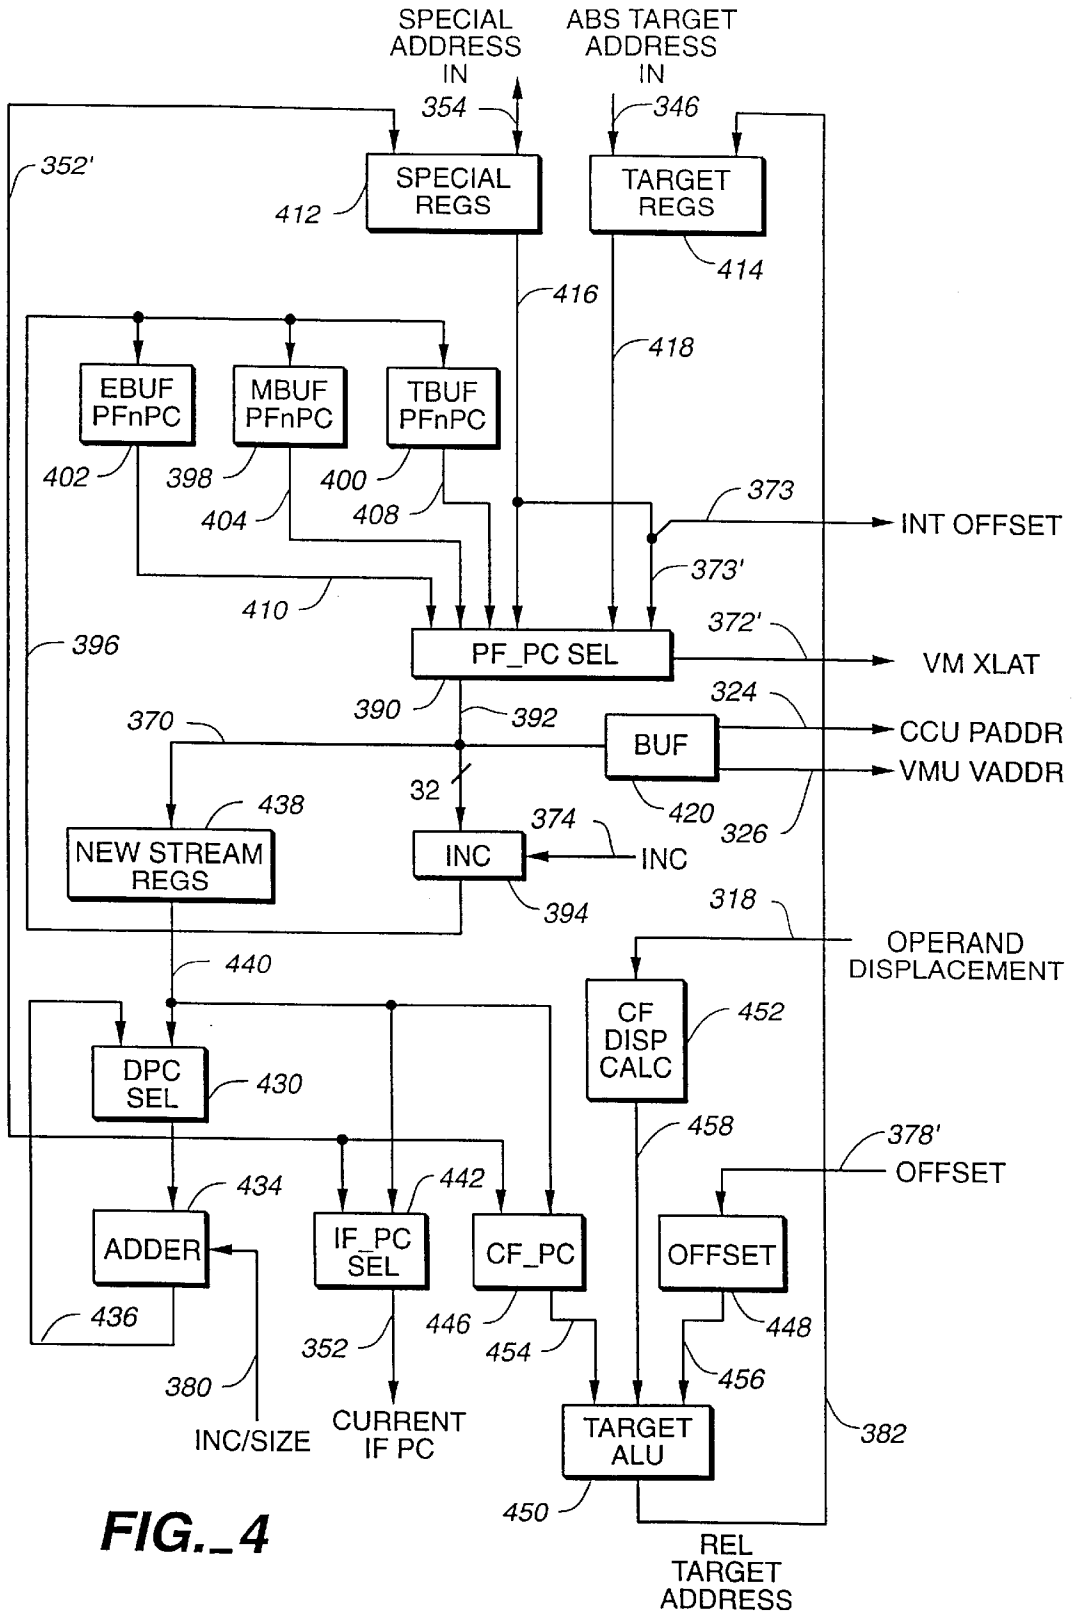 SPECIAL
ADDRESS
IN
ABS TARGET
ADDRESS
IN
354
346
352'
SPECIAL
REGS
412
TARGET
REGS
414
416
418
EBUF
PFnPC
MBUF
PFnPC
TBUF
PFnPC
402
398
400
404
408
373
INT OFFSET
373'
410
372'
396
PF_PC SEL
VM XLAT
390
392
324
370
BUF
CCU PADDR
VMU VADDR
32
420
326
438
374
NEW STREAM
REGS
INC
INC
394
318
OPERAND
DISPLACEMENT
440
CF
DISP
CALC
452
DPC
SEL
430
458
378'
OFFSET
434
442
ADDER
IF_PC
SEL
CF_PC
OFFSET
436
446
448
352
454
456
380
CURRENT
IF PC
INC/SIZE
TARGET
ALU
382
450
FIG._4
REL
TARGET
ADDRESS